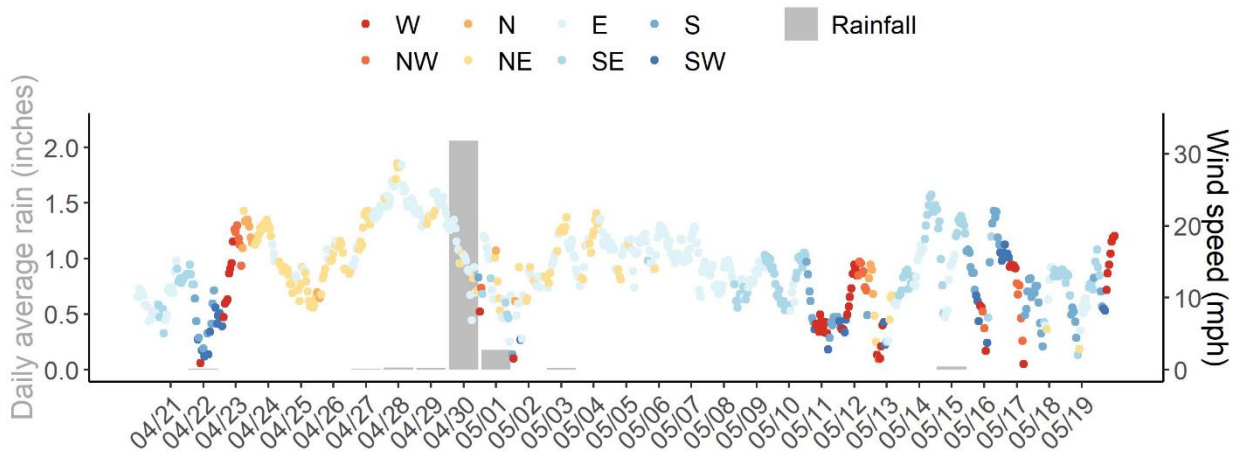 W N E S Rainfall
NW NE SE SW
Daily average rain (inches)
2.0
1.5
1.0
0.5
0.0
30
20
10
0
Wind speed (mph)
04/21 04/22 04/23 04/24 04/25 04/26 04/27 04/28 04/29 04/30 05/01 05/02 05/03 05/04 05/05 05/06 05/07 05/08 05/09 05/10 05/11 05/12 05/13 05/14 05/15 05/16 05/17 05/18 05/19